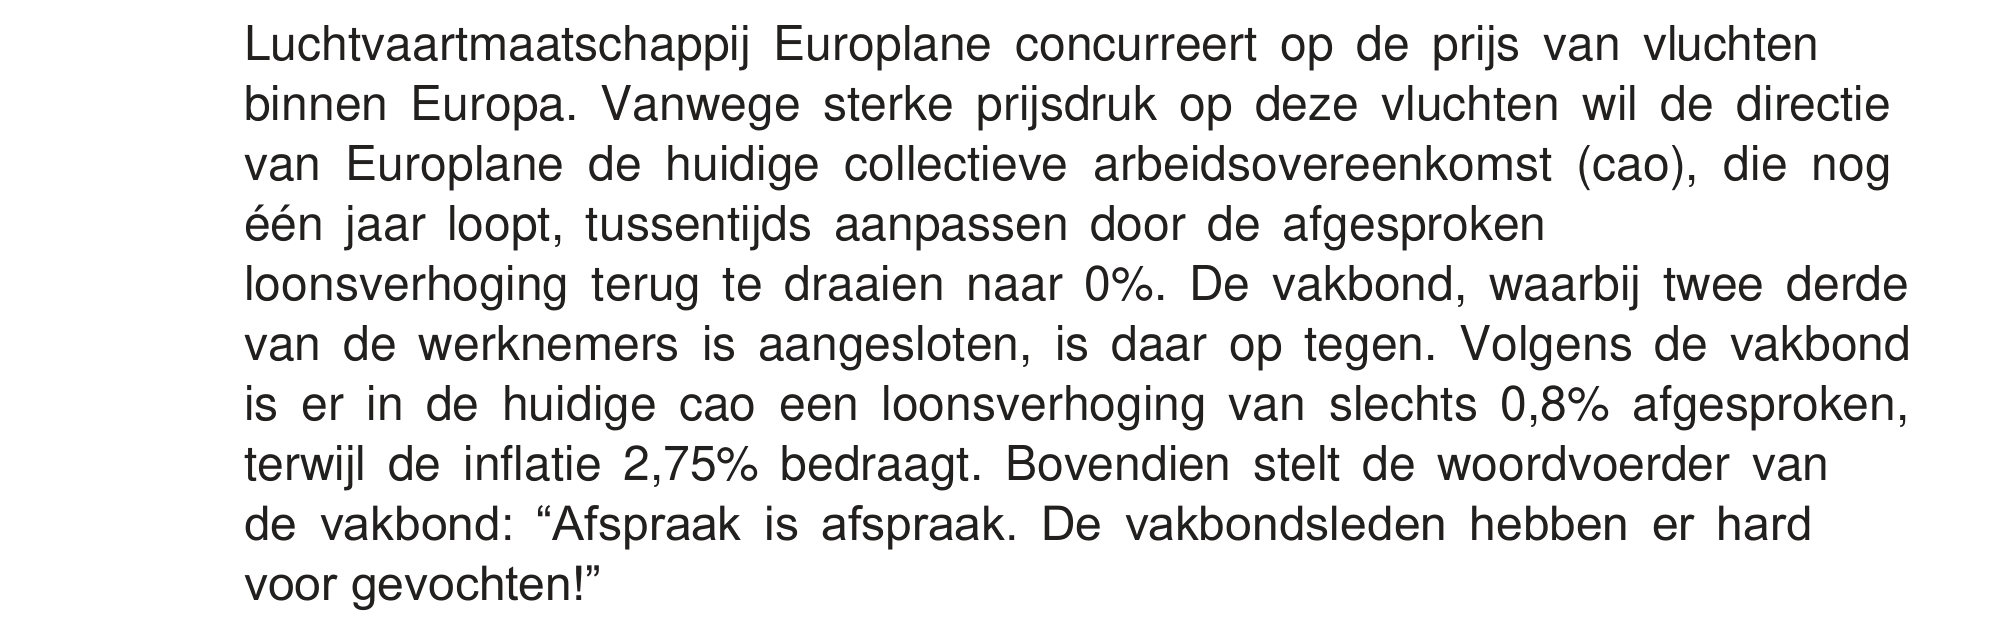 Luchtvaartmaatschappij Europlane concurreert op de prijs van vluchten
binnen Europa. Vanwege sterke prijsdruk op deze vluchten wil de directie
van Europlane de huidige collectieve arbeidsovereenkomst (cao), die nog
één jaar loopt, tussentijds aanpassen door de afgesproken
loonsverhoging terug te draaien naar 0%. De vakbond, waarbij twee derde
van de werknemers is aangesloten, is daar op tegen. Volgens de vakbond
is er in de huidige cao een loonsverhoging van slechts 0,8% afgesproken,
terwijl de inflatie 2,75% bedraagt. Bovendien stelt de woordvoerder van
de vakbond: “Afspraak is afspraak. De vakbondsleden hebben er hard
voor gevochten!”